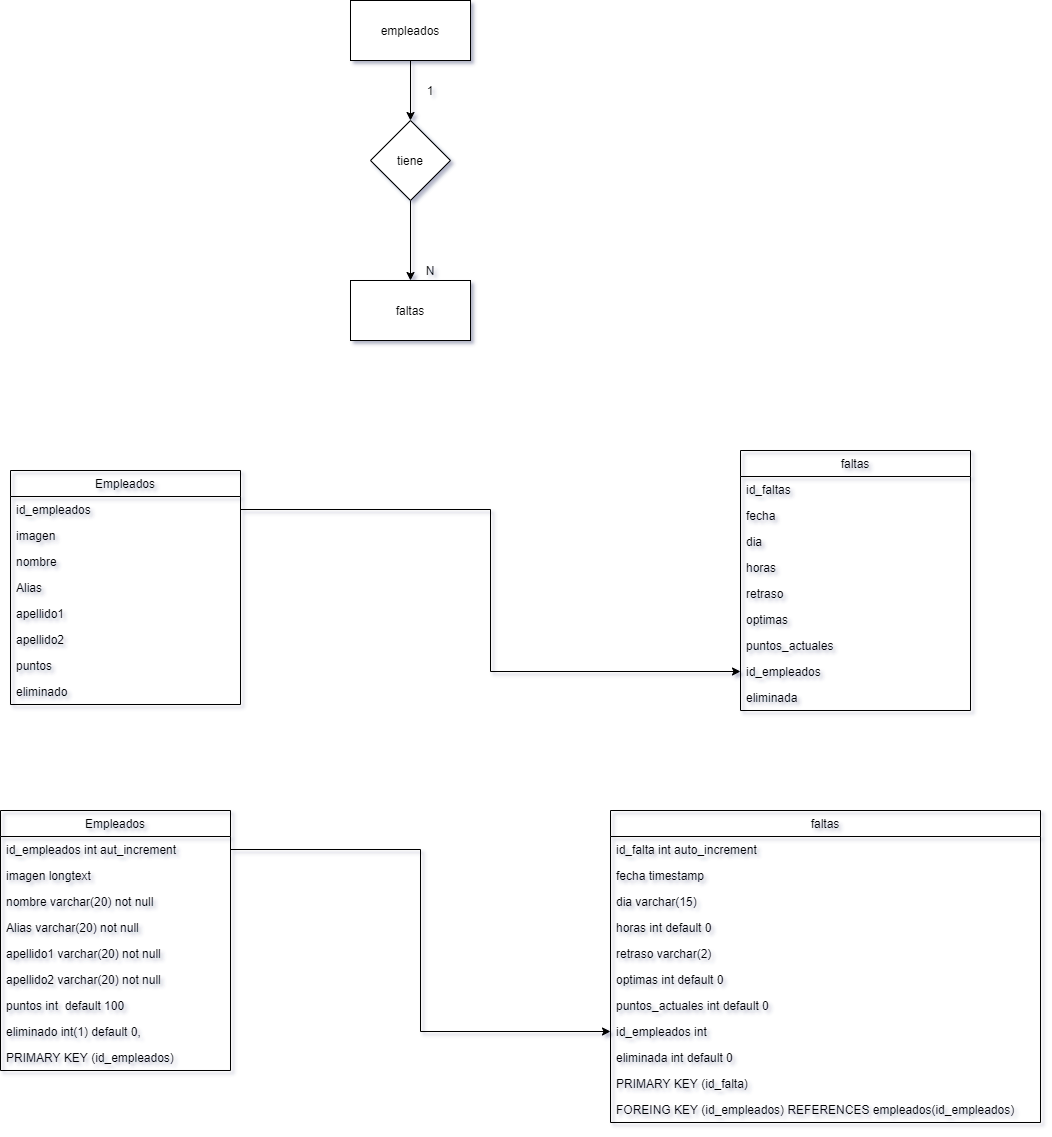 empleados
1
tiene
N
faltas
Empleados
id_empleados
imagen
nombre
Alias
apellido1
apellido2
puntos
eliminado
faltas
id_faltas
fecha
dia
horas
retraso
optimas
puntos_actuales
id_empleados
eliminada
Empleados
id_empleados int aut_increment
imagen longtext
nombre varchar(20) not null
Alias varchar(20) not null
apellido1 varchar(20) not null
apellido2 varchar(20) not null
puntos int  default 100
eliminado int(1) default 0,
PRIMARY KEY (id_empleados)
faltas
id_falta int auto_increment
fecha timestamp
dia varchar(15)
horas int default 0
retraso varchar(2)
optimas int default 0
puntos_actuales int default 0
id_empleados int
eliminada int default 0
PRIMARY KEY (id_falta)
FOREING KEY (id_empleados) REFERENCES empleados(id_empleados)